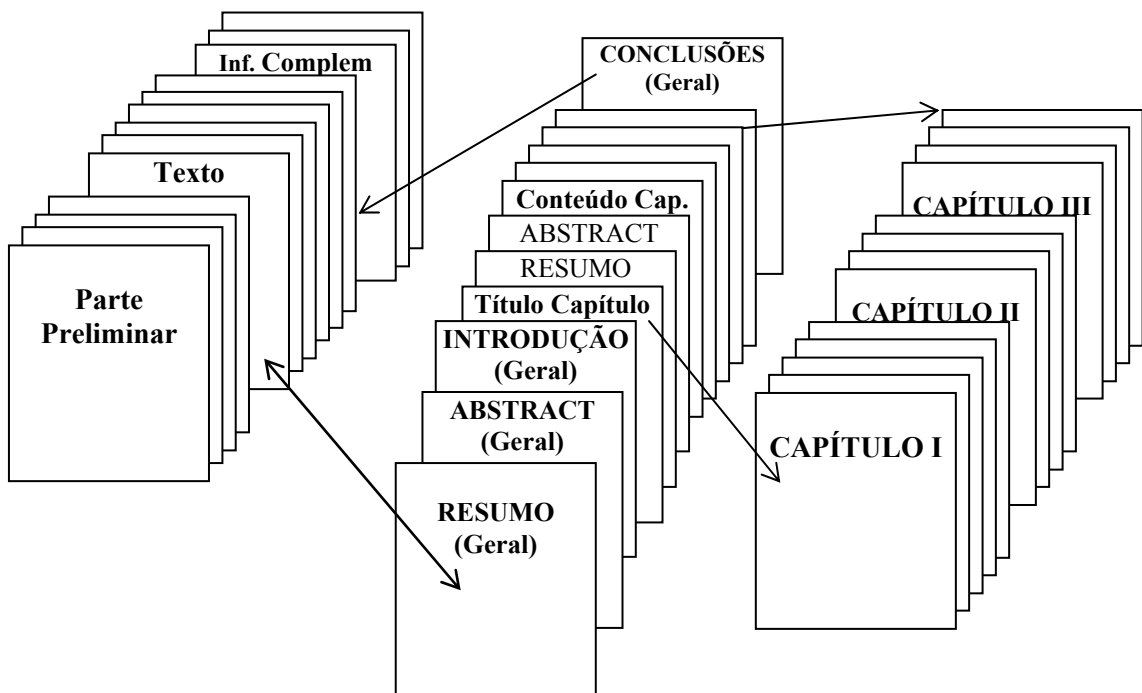 Inf. Complem
Texto
Parte
Preliminar
CONCLUSÕES
(Geral)
Conteúdo Cap.
ABSTRACT
RESUMO
Título Capítulo
INTRODUÇÃO
(Geral)
ABSTRACT
(Geral)
RESUMO
(Geral)
CAPÍTULO III
CAPÍTULO II
CAPÍTULO I